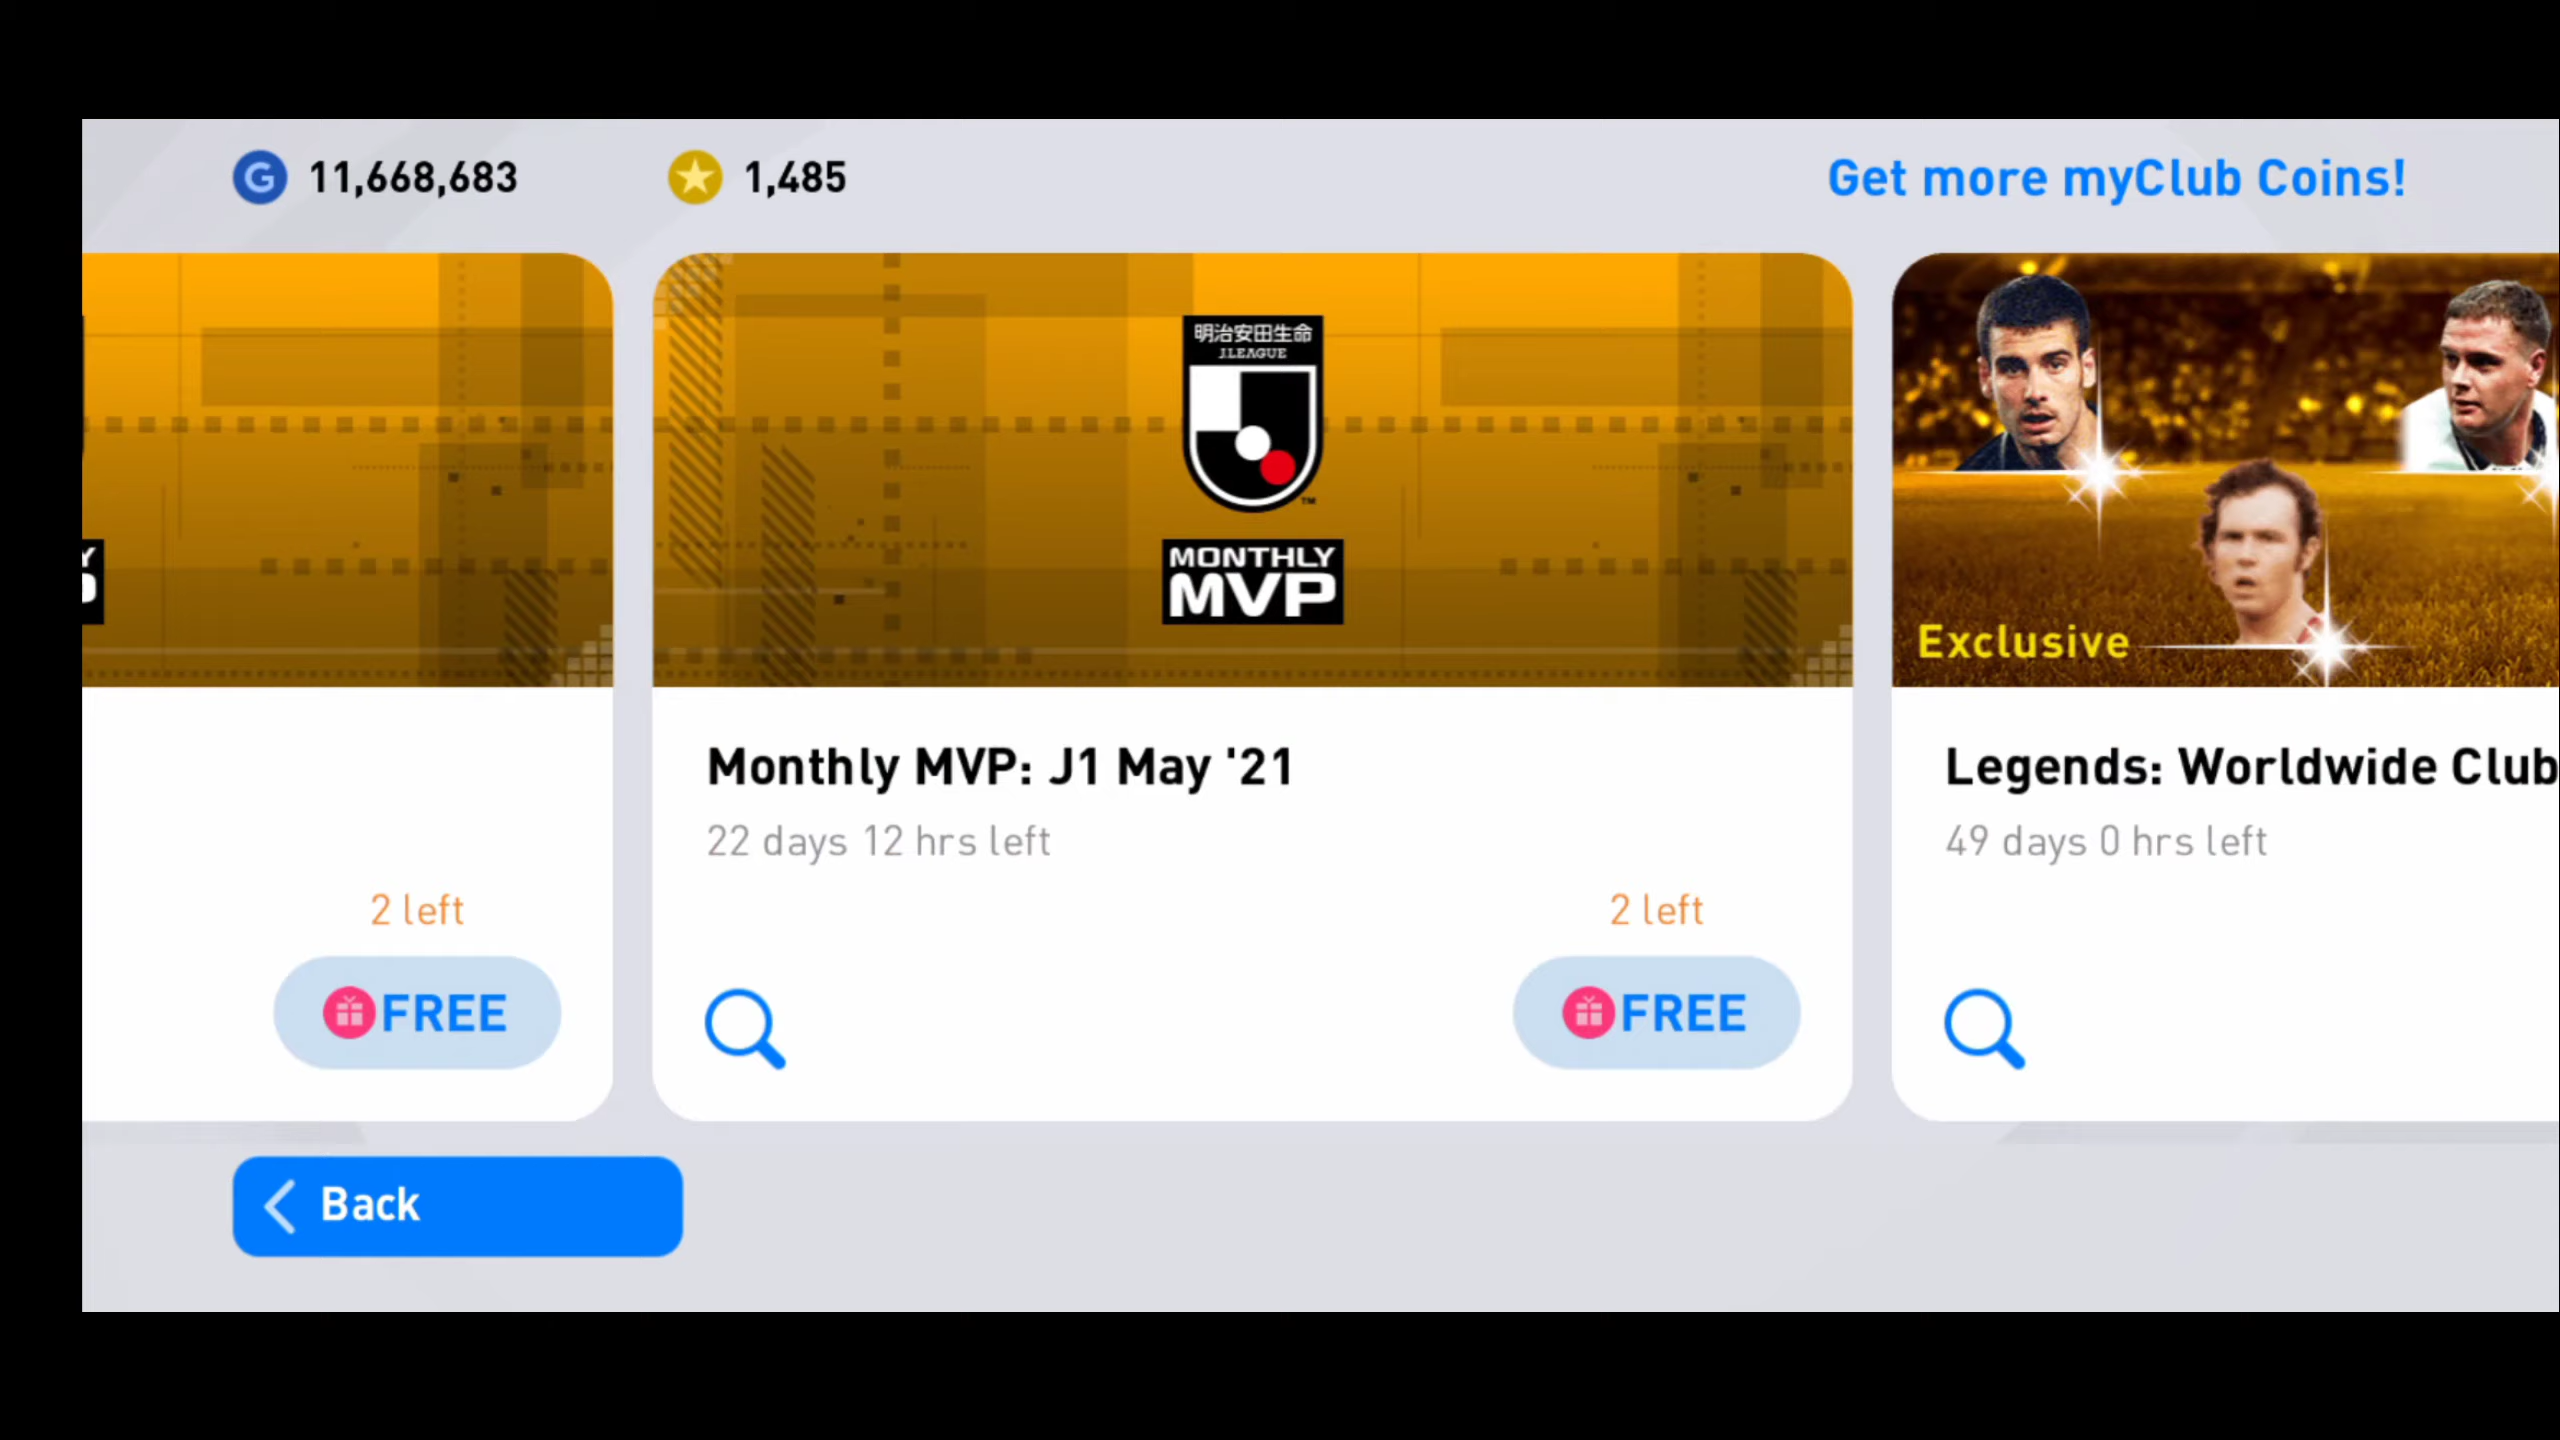 G 11,668,683
1,485
Get more myClub Coins!
明治安田生命
J.LEAGUE
TM
MONTHLY
MVP
Exclusive
Monthly MVP: J1 May '21
22 days 12 hrs left
Legends: Worldwide Club
49 days 0 hrs left
2 left
2 left
FREE
FREE
Back